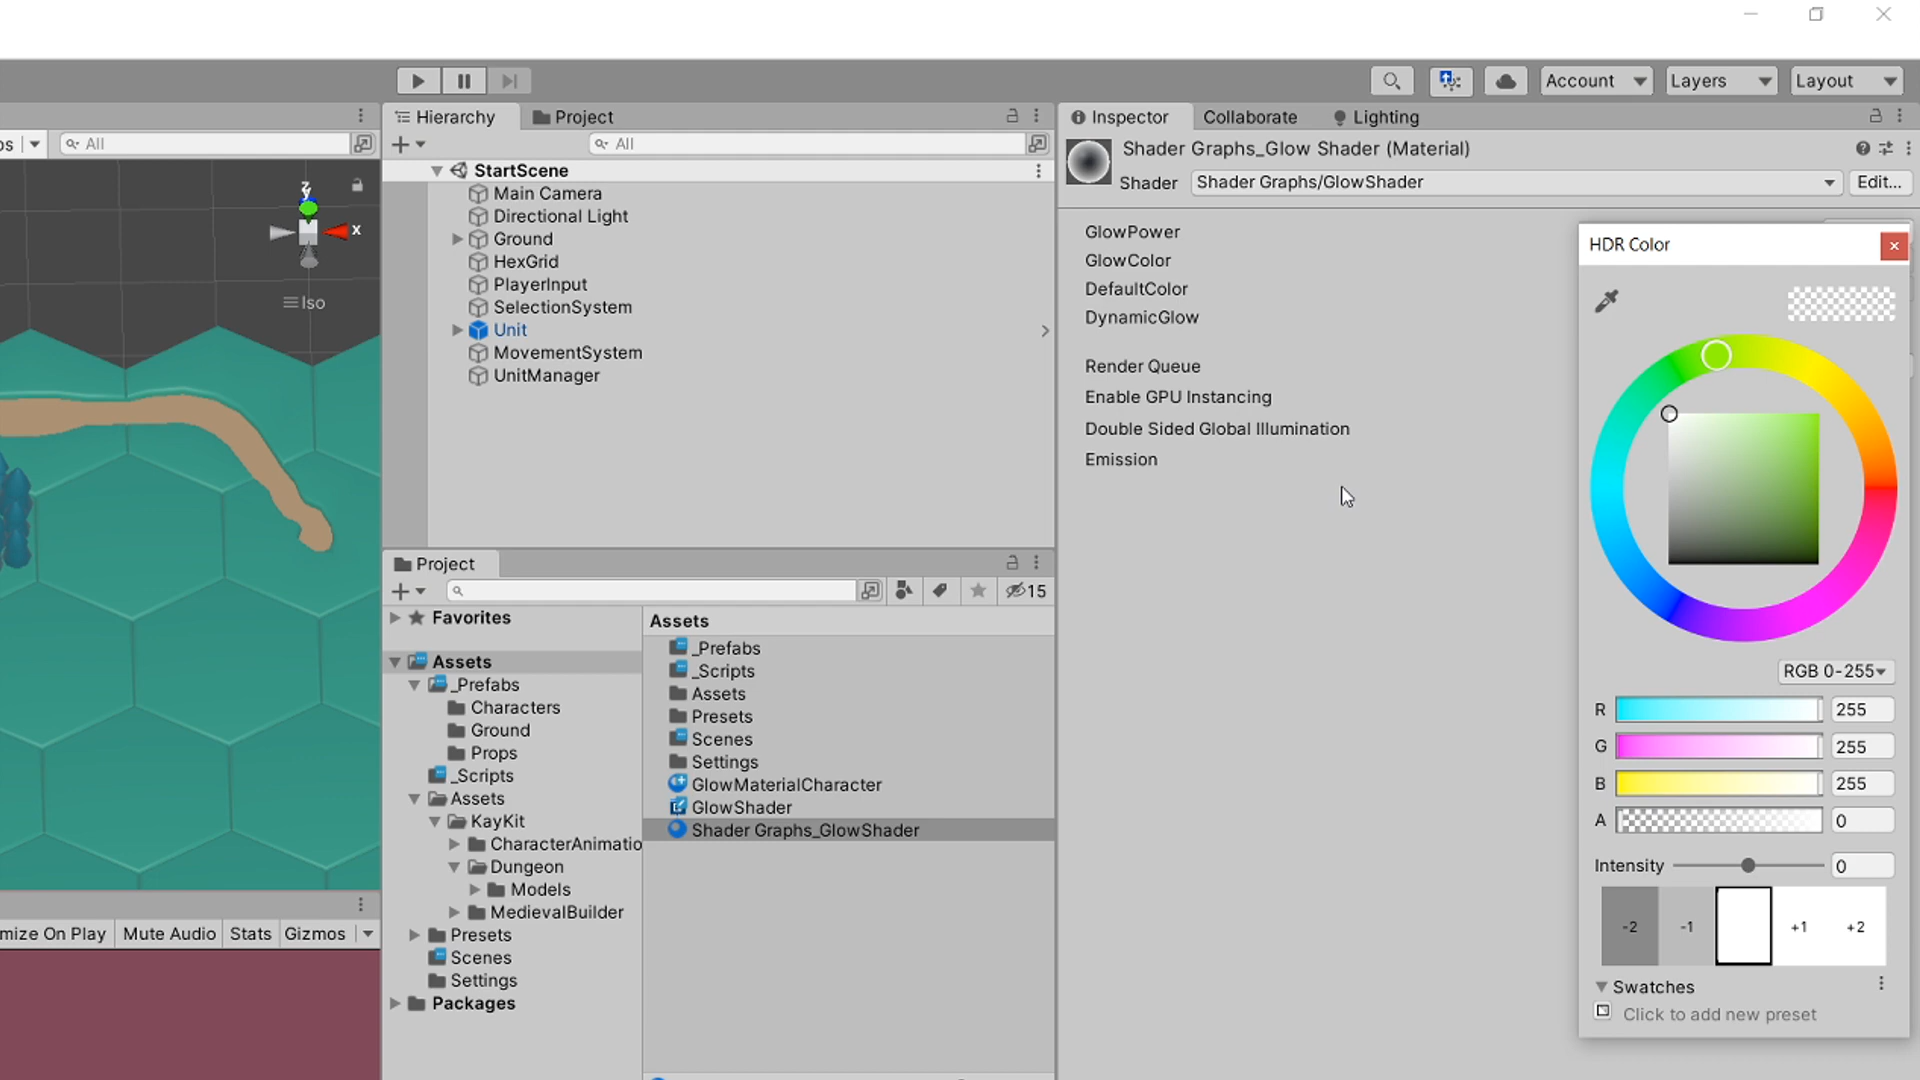 Account
Layers
Layout
Hierarchy
Project
Inspector
Collaborate
Lighting
All
All
StartScene
Main Camera
Directional Light
Ground
HexGrid
PlayerInput
SelectionSystem
Unit
MovementSystem
UnitManager
Z
Y
x
Iso
Shader Graphs_Glow Shader (Material)
Shader
Shader Graphs/GlowShader
Edit...
GlowPower
GlowColor
DefaultColor
DynamicGlow
Render Queue
Enable GPU Instancing
Double Sided Global Illumination
Emission
HDR Color
RGB 0-255
R
255
G
255
B
255
A
0
Intensity
0
-2
-1
+1
+2
Swatches
Click to add new preset
Project
15
Favorites
Assets
_Prefabs
Characters
Ground
Props
_Scripts
Assets
KayKit
CharacterAnimatio
Dungeon
Models
MedievalBuilder
Presets
Scenes
Settings
Packages
Assets
_Prefabs
_Scripts
Assets
Presets
Scenes
Settings
GlowMaterialCharacter
GlowShader
Shader Graphs_GlowShader
mize On Play
Mute Audio
Stats
Gizmos